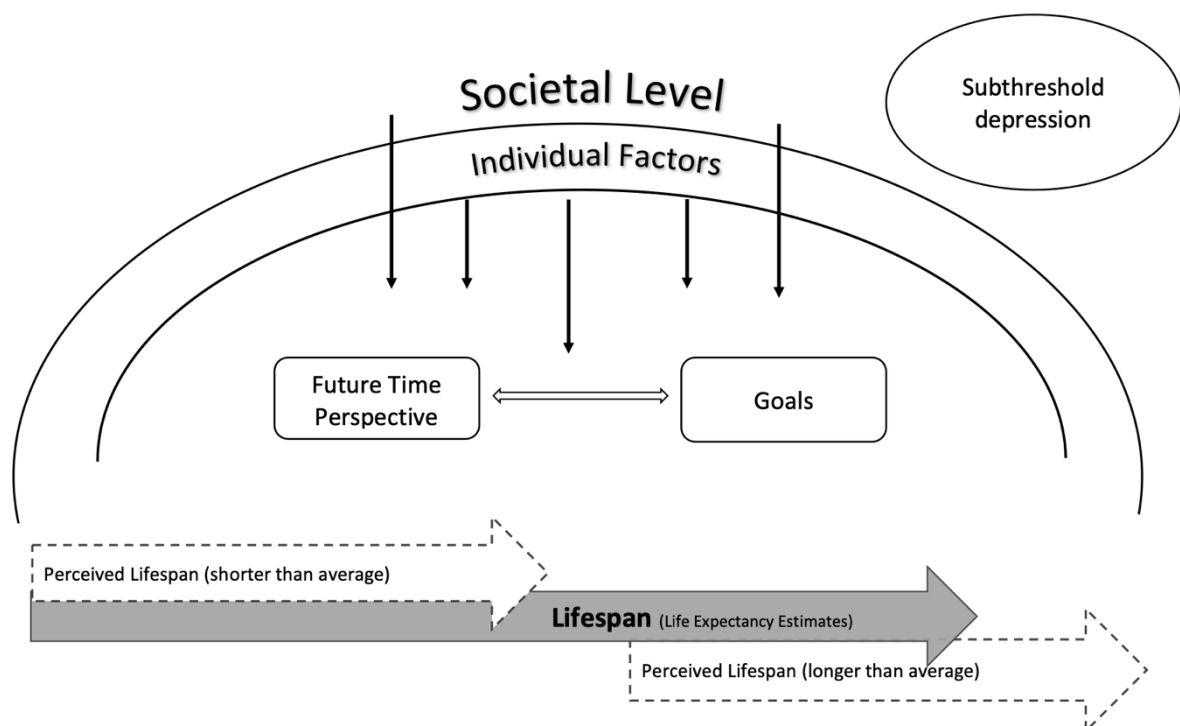 Societal Level
Subthreshold
depression
Individual Factors
Future Time
Perspective
Goals
Perceived Lifespan (shorter than average)
Lifespan (Life Expectancy Estimates)
Perceived Lifespan (longer than average)